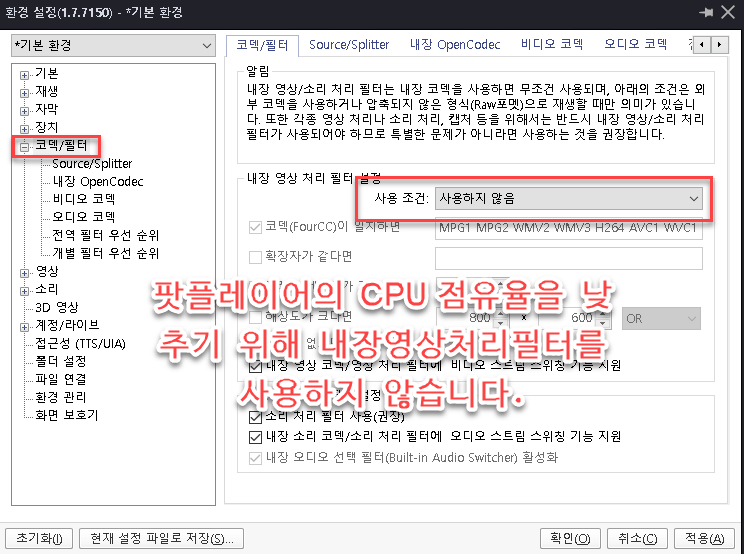 환경 설정(1.7.7150) - *기본 환경
*기본 환경
기본
재생
자막
장치
코덱/필터
Source/Splitter
내장 OpenCodec
비디오 코덱
오디오 코덱
전역 필터 우선 순위
개별 필터 우선 순위
영상
소리
3D 영상
계정/라이브
접근성 (TTS/UIA)
폴더 설정
파일 연결
환경 관리
화면 보호기
코덱/필터 Source/Splitter 내장 OpenCodec 비디오 코덱 오디오 코덱
알림
내장 영상/소리 처리 필터는 내장 코덱을 사용하면 무조건 사용되며, 아래의 조건은 외
부 코덱을 사용하거나 압축되지 않은 형식(Raw포맷)으로 재생할 때만 의미가 있습니
다. 또한 각종 영상 처리나 소리 처리, 캡처 등을 위해서는 반드시 내장 영상/소리 처리
필터가 사용되어야 하므로 특별한 문제가 아니라면 사용하는 것을 권장합니다.
내장 영상 처리 필터 설정
사용 조건: 사용하지 않음
코덱(FourCC)이 일치하면 MPG1 MPG2 WMV2 WMV3 H264 AVC1 WVC1
확장자가 같다면
팟플레이어의 CPU 점유율을 낮
해상도가 크다면 800 x 600 OR
추기 위해 내장영상처리필터를
내장 영상 코덱/영상 처리 필터에 비디오 스트림 스위칭 기능 지원
사용하지 않습니다.
설정
소리 처리 필터 사용(권장)
내장 소리 코덱/소리 처리 필터에 오디오 스트림 스위칭 기능 지원
내장 오디오 선택 필터(Built-in Audio Switcher) 활성화
초기화(I) 현재 설정 파일로 저장(S)... 확인(O) 취소(C) 적용(A)